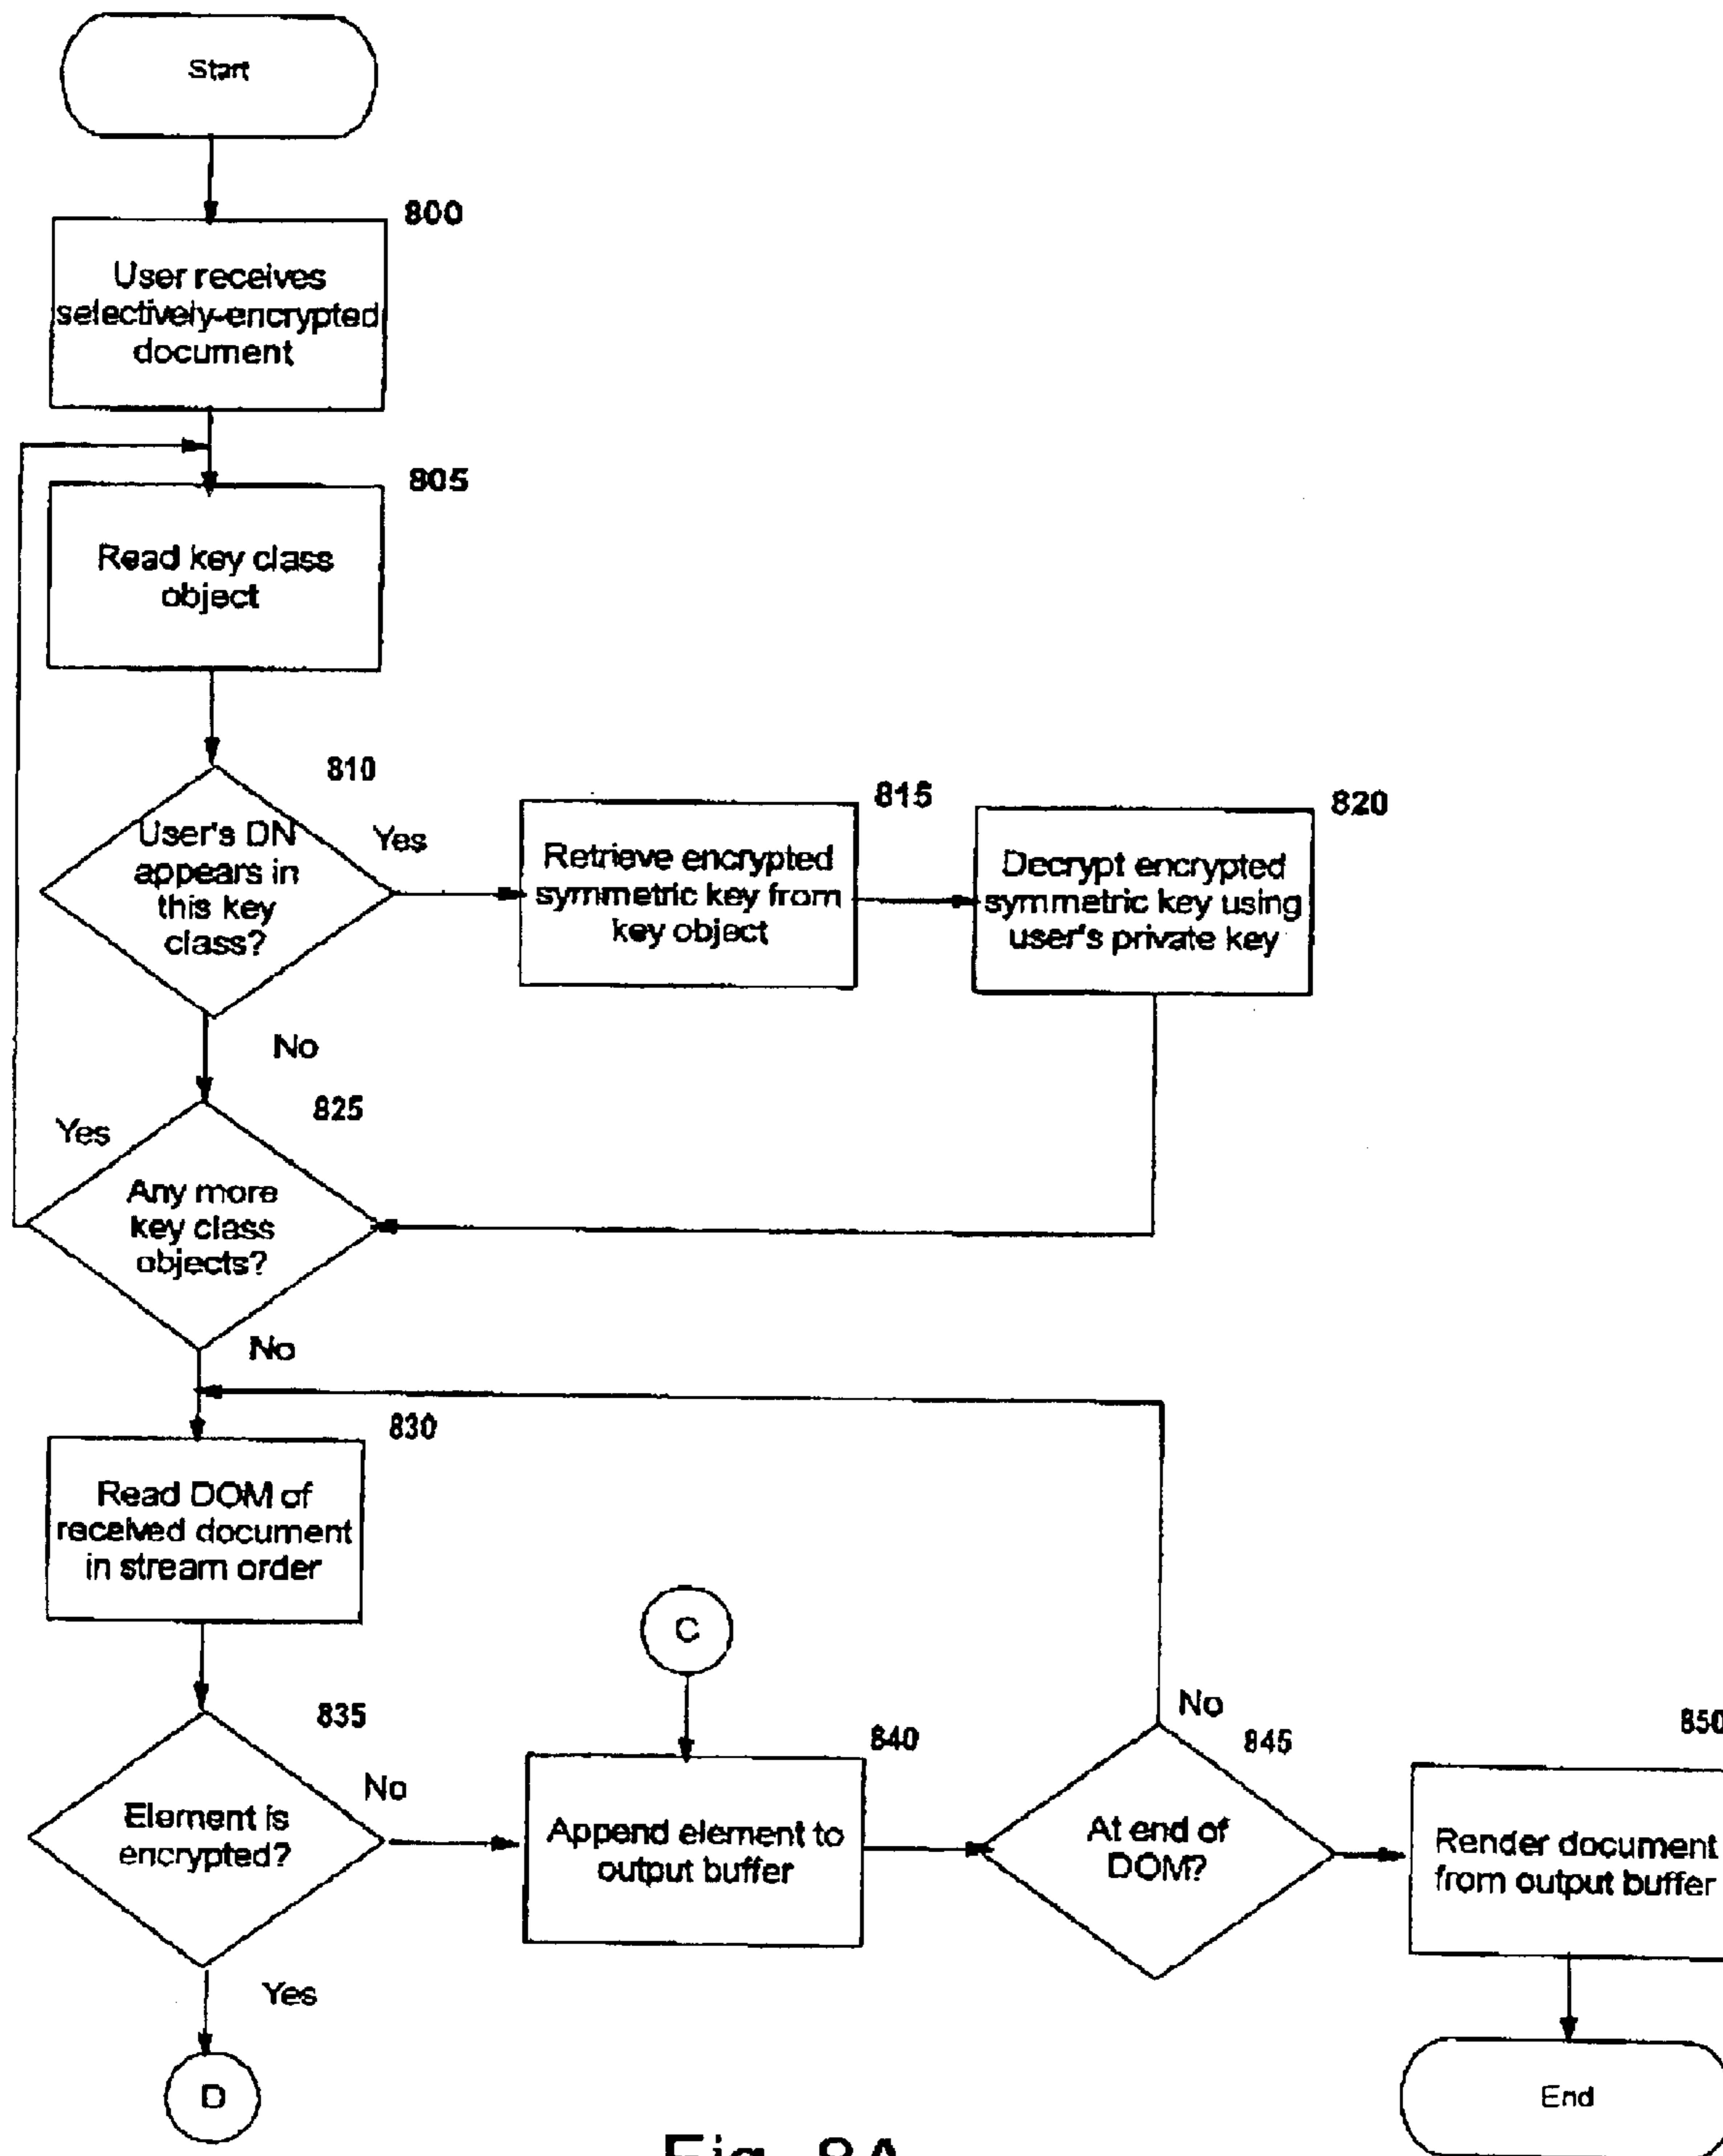 Start
800
User receives
selectively-encrypted
document
805
Read key class
object
810
User's DN
appears in
this key
class?
Yes
815
Retrieve encrypted
symmetric key from
key object
820
Decrypt encrypted
symmetric key using
user's private key
No
825
Yes
Any more
key class
objects?
No
830
Read DOM of
received document
in stream order
C
835
Element is
encrypted?
No
840
Append element to
output buffer
No
845
At end of
DOM?
850
Render document
from output buffer
Yes
D
End
Fig. 8A